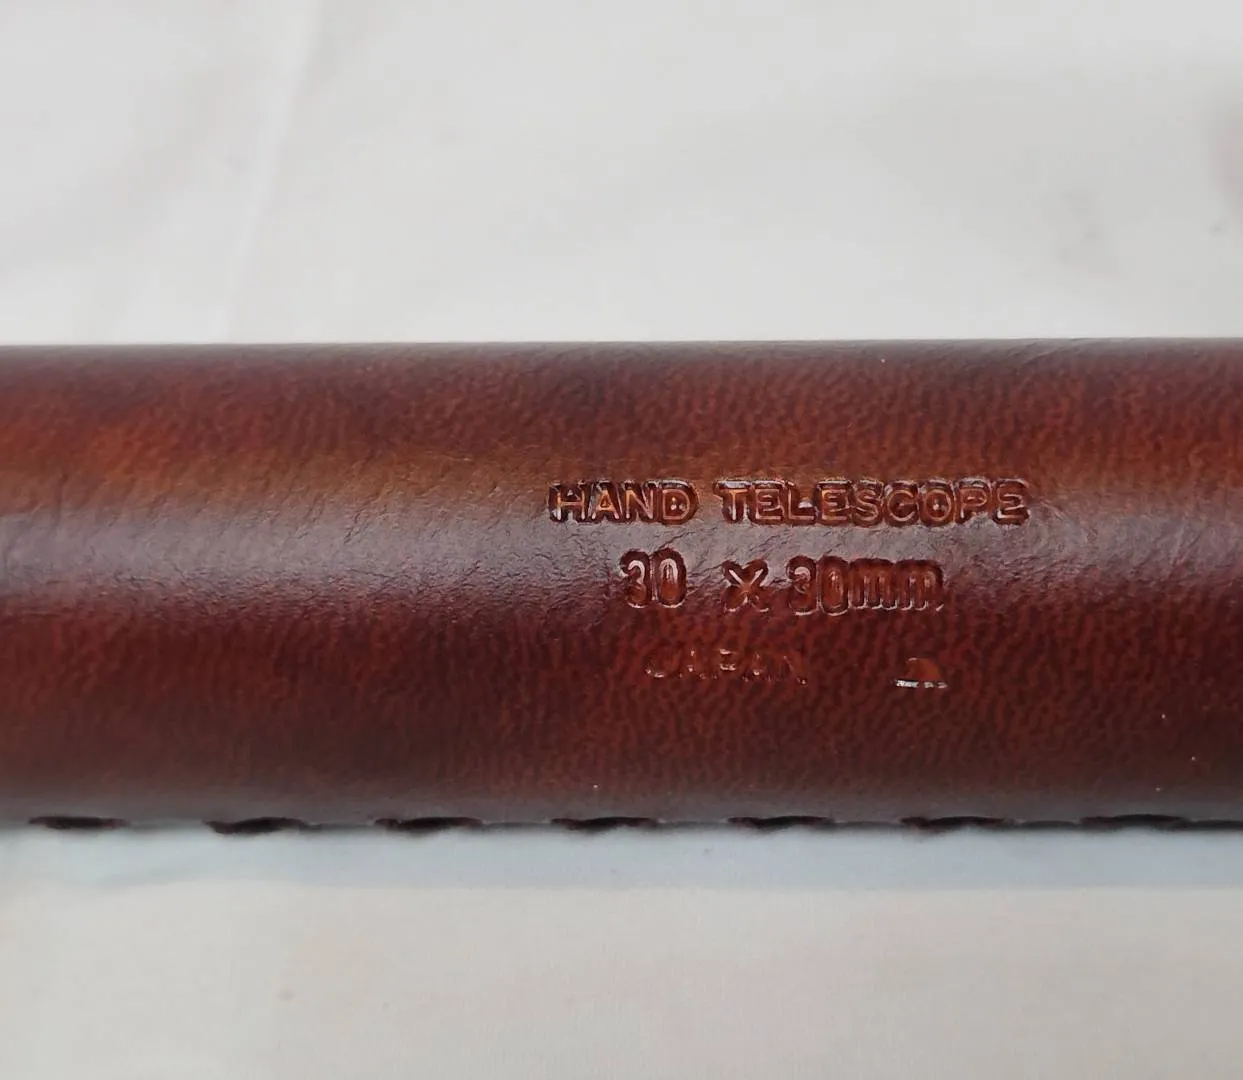 HAND TELESCOPE
30 x 30mm
JAPAN